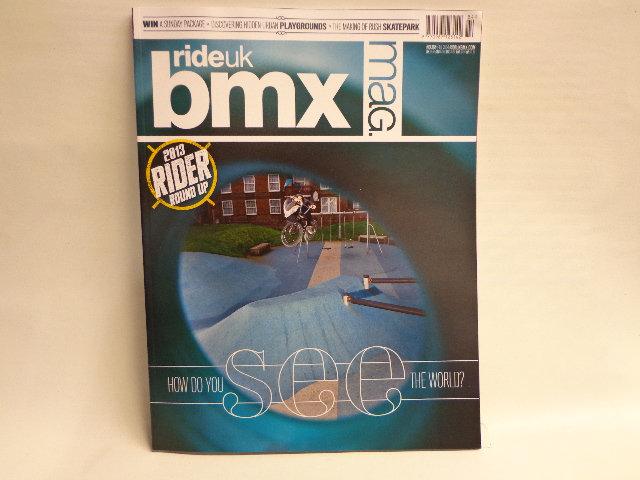 WIN A SUNDAY PACKAGE • DISCOVERING HIDDEN URBAN PLAYGROUNDS • THE MAKING OF RUSH SKATEPARK
rideuk
bmx
mag.
2013
RIDER
ROUND UP
HOW DO YOU see THE WORLD?